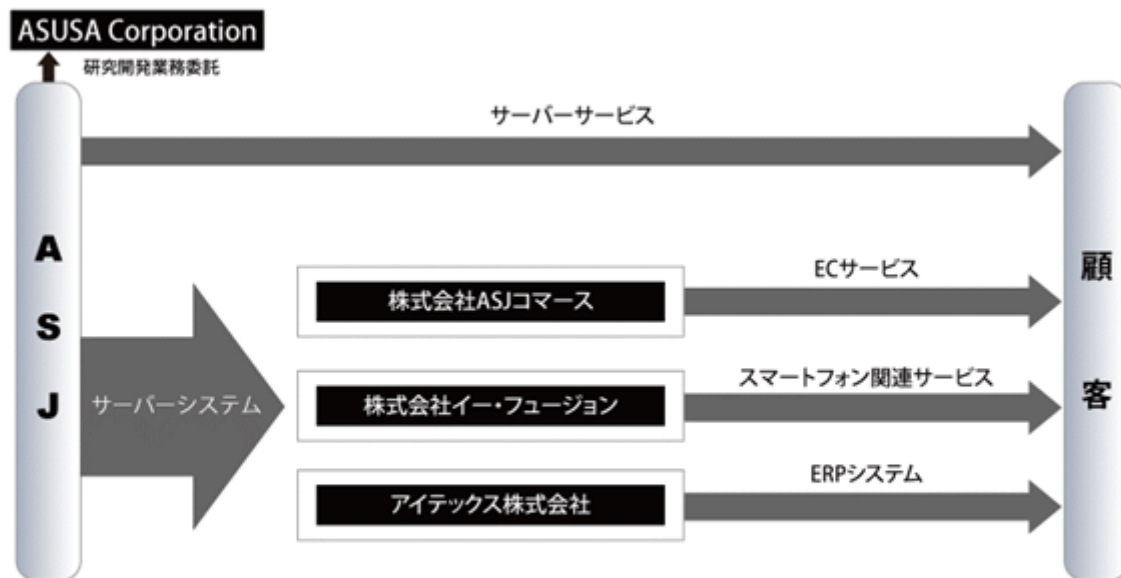 ASUSA Corporation
研究開発業務委託
サーバーサービス
ASJ
サーバーシステム
株式会社ASJコマース
ECサービス
株式会社イー・フュージョン
スマートフォン関連サービス
アイテックス株式会社
ERPシステム
顧客